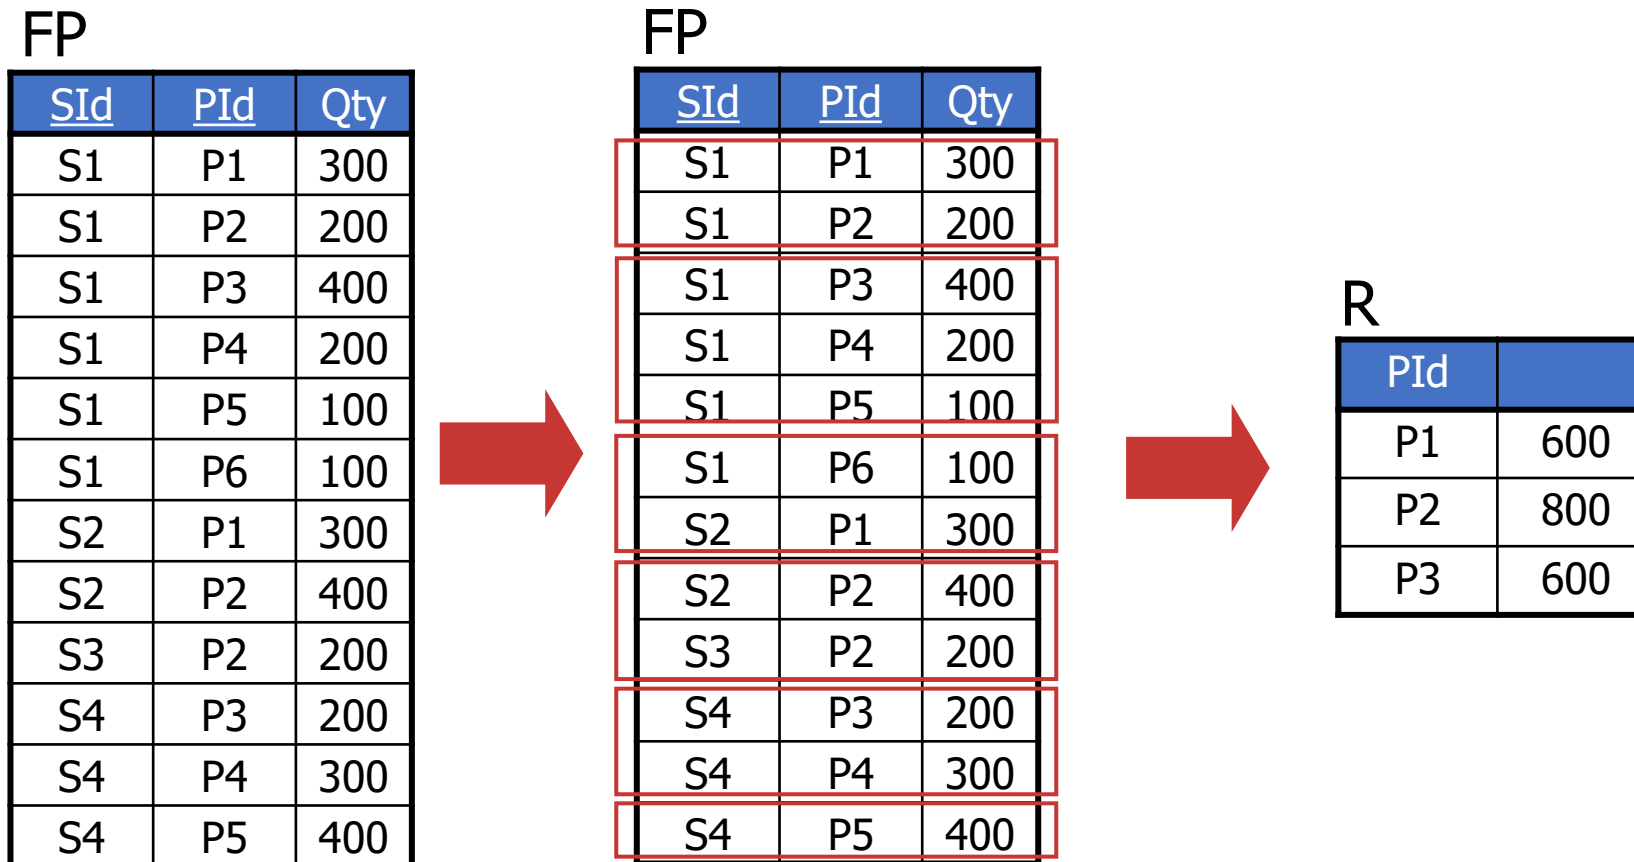 FP
SId PId Qty
S1 P1 300
S1 P2 200
S1 P3 400
S1 P4 200
S1 P5 100
S1 P6 100
S2 P1 300
S2 P2 400
S3 P2 200
S4 P3 200
S4 P4 300
S4 P5 400
FP
SId PId Qty
S1 P1 300
S1 P2 200
S1 P3 400
S1 P4 200
S1 P5 100
S1 P6 100
S2 P1 300
S2 P2 400
S3 P2 200
S4 P3 200
S4 P4 300
S4 P5 400
R
PId
P1 600
P2 800
P3 600